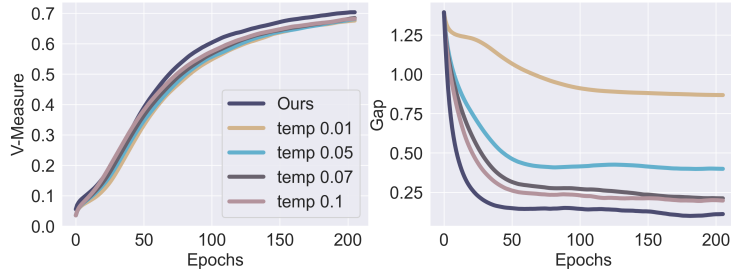 V-Measure
0.7
0.6
0.5
0.4
0.3
0.2
0.1
0.0
0 50 100 150 200
Epochs
Ours
temp 0.01
temp 0.05
temp 0.07
temp 0.1
Gap
1.25
1.00
0.75
0.50
0.25
0 50 100 150 200
Epochs